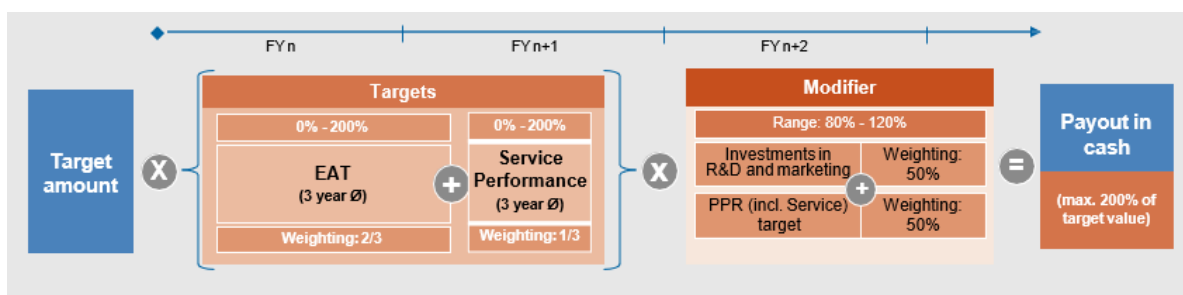 FY n
FY n+1
FY n+2
Target
amount
X
Targets
0% - 200%
EAT
(3 year Ø)
Weighting: 2/3
+
0% - 200%
Service
Performance
(3 year Ø)
Weighting: 1/3
X
Modifier
Range: 80% - 120%
Investments in
R&D and marketing
Weighting:
50%
+
PPR (incl. Service)
target
Weighting:
50%
=
Payout in
cash
(max. 200% of
target value)